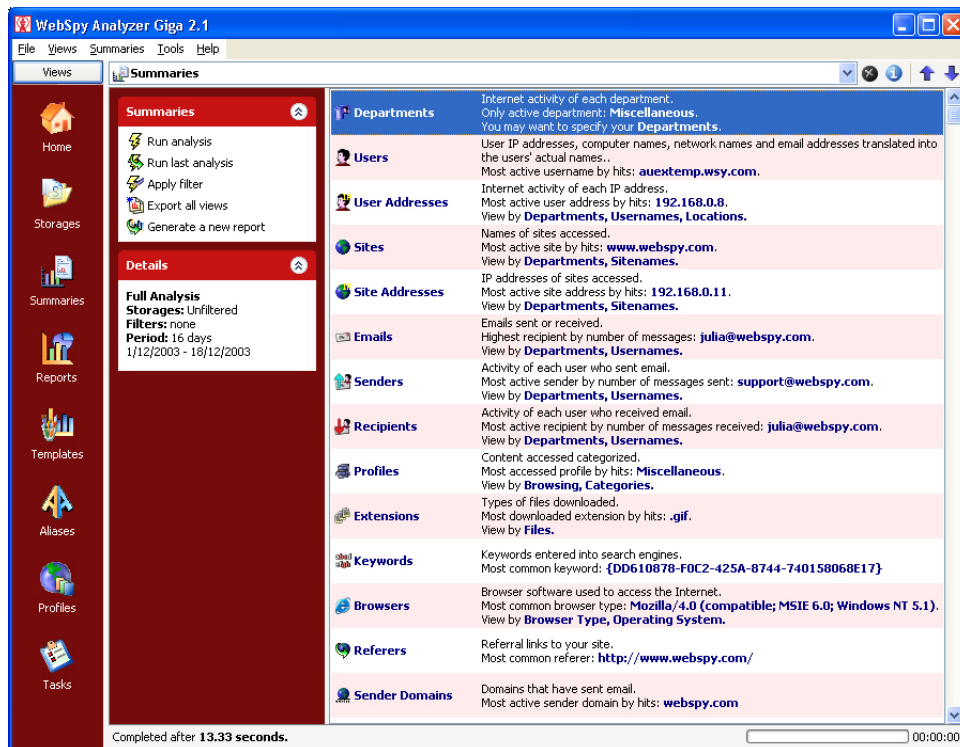 WebSpy Analyzer Giga 2.1
File Views Summaries Tools Help
Views
Summaries
Home
Storages
Summaries
Reports
Templates
Aliases
Profiles
Tasks
Summaries
Run analysis
Run last analysis
Apply filter
Export all views
Generate a new report
Details
Full Analysis
Storages: Unfiltered
Filters: none
Period: 16 days
1/12/2003 - 18/12/2003
Departments
Internet activity of each department.
Only active department: Miscellaneous.
You may want to specify your Departments.
Users
User IP addresses, computer names, network names and email addresses translated into
the users' actual names..
Most active username by hits: auextemp.wsy.com.
User Addresses
Internet activity of each IP address.
Most active user address by hits: 192.168.0.8.
View by Departments, Usernames, Locations.
Sites
Names of sites accessed.
Most active site by hits: www.webspy.com.
View by Departments, Sitenames.
Site Addresses
IP addresses of sites accessed.
Most active site address by hits: 192.168.0.11.
View by Departments, Sitenames.
Emails
Emails sent or received.
Highest recipient by number of messages: julia@webspy.com.
View by Departments, Usernames.
Senders
Activity of each user who sent email.
Most active sender by number of messages sent: support@webspy.com.
View by Departments, Usernames.
Recipients
Activity of each user who received email.
Most active recipient by number of messages received: julia@webspy.com.
View by Departments, Usernames.
Profiles
Content accessed categorized.
Most accessed profile by hits: Miscellaneous.
View by Browsing, Categories.
Extensions
Types of files downloaded.
Most downloaded extension by hits: .gif.
View by Files.
Keywords
Keywords entered into search engines.
Most common keyword: {DD610878-F0C2-425A-8744-740158068E17}
Browsers
Browser software used to access the Internet.
Most common browser type: Mozilla/4.0 (compatible; MSIE 6.0; Windows NT 5.1).
View by Browser Type, Operating System.
Referers
Referral links to your site.
Most common referer: http://www.webspy.com/
Sender Domains
Domains that have sent email.
Most active sender domain by hits: webspy.com
Completed after 13.33 seconds.
00:00:00